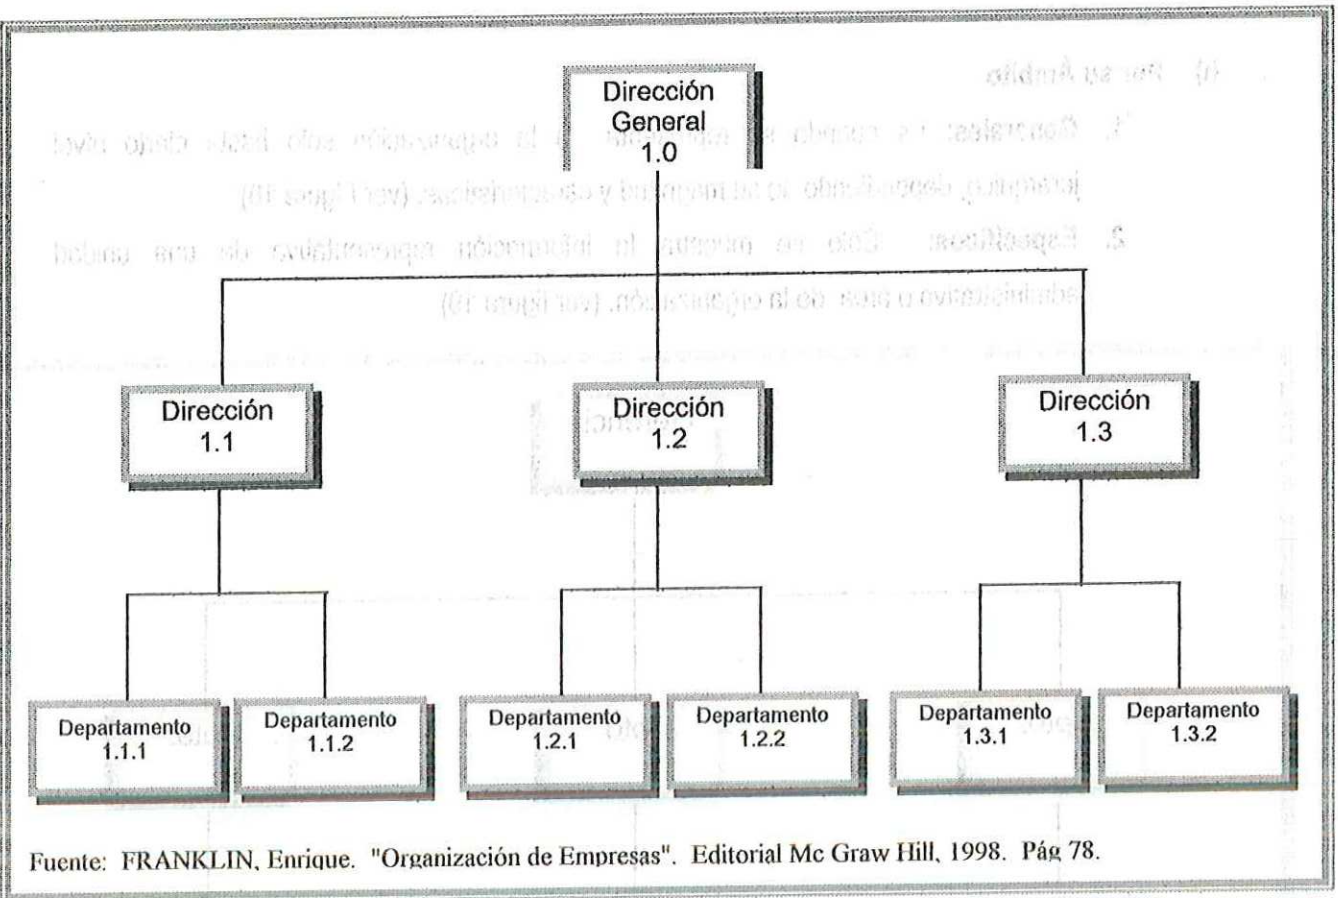 Dirección
General
1.0
Dirección
1.1
Dirección
1.2
Dirección
1.3
Departamento
1.1.1
Departamento
1.1.2
Departamento
1.2.1
Departamento
1.2.2
Departamento
1.3.1
Departamento
1.3.2
Fuente: FRANKLIN, Enrique. "Organización de Empresas". Editorial Mc Graw Hill, 1998. Pág 78.